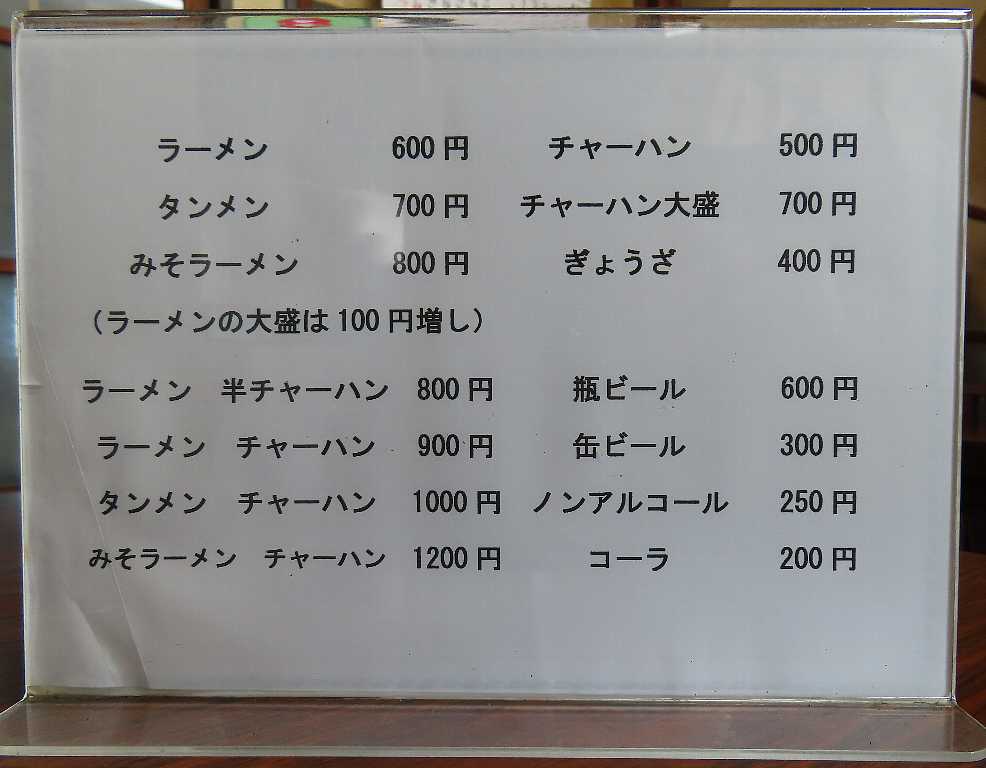 ラーメン 600円 チャーハン 500円
タンメン 700円 チャーハン大盛 700円
みそラーメン 800円 ぎょうざ 400円
（ラーメンの大盛は100円増し）
ラーメン 半チャーハン 800円 瓶ビール 600円
ラーメン チャーハン 900円 缶ビール 300円
タンメン チャーハン 1000円 ノンアルコール 250円
みそラーメン チャーハン 1200円 コーラ 200円